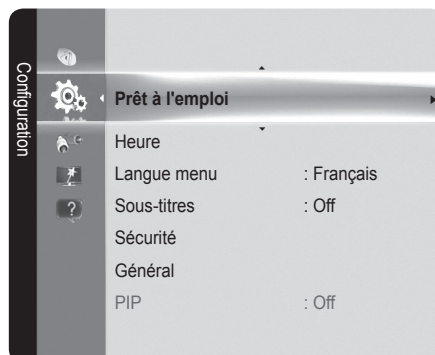 Configuration
Prêt à l'emploi
Heure
Langue menu : Français
Sous-titres : Off
Sécurité
Général
PIP : Off